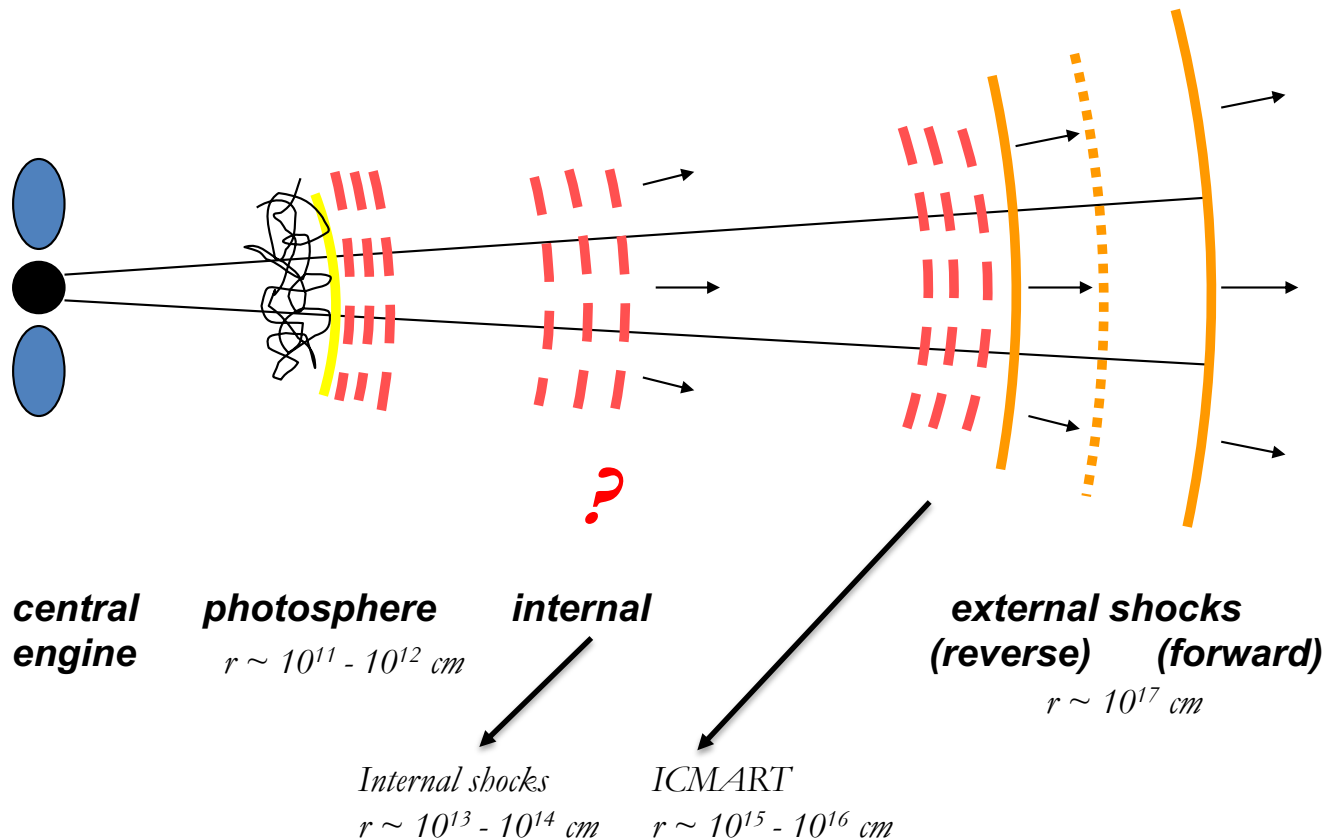 ?
central photosphere internal external shocks
engine r ~ 10¹¹ - 10¹² cm (reverse) (forward)
r ~ 10¹⁷ cm
Internal shocks ICMART
r ~ 10¹³ - 10¹⁴ cm r ~ 10¹⁵ - 10¹⁶ cm